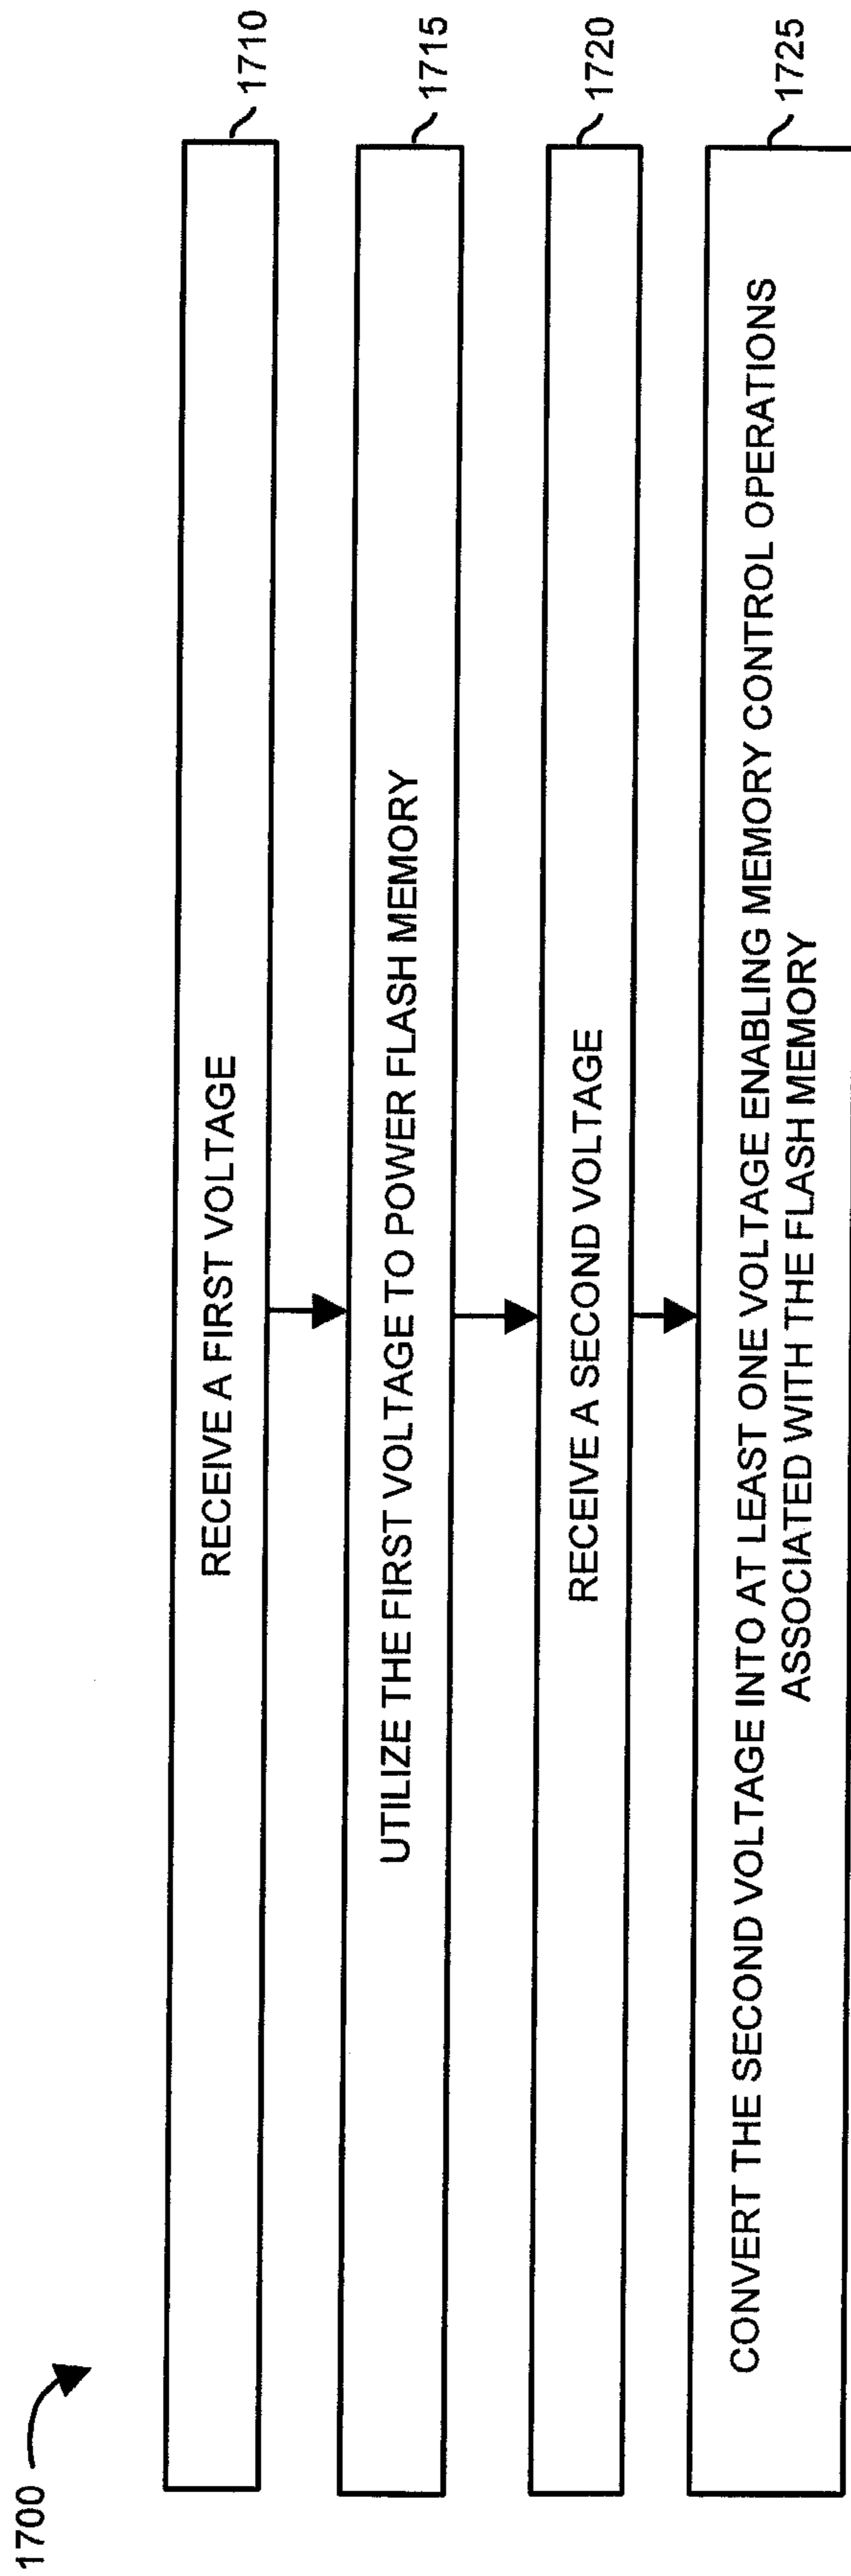 1700
RECEIVE A FIRST VOLTAGE
1710
UTILIZE THE FIRST VOLTAGE TO POWER FLASH MEMORY
1715
RECEIVE A SECOND VOLTAGE
1720
CONVERT THE SECOND VOLTAGE INTO AT LEAST ONE VOLTAGE ENABLING MEMORY CONTROL OPERATIONS
ASSOCIATED WITH THE FLASH MEMORY
1725